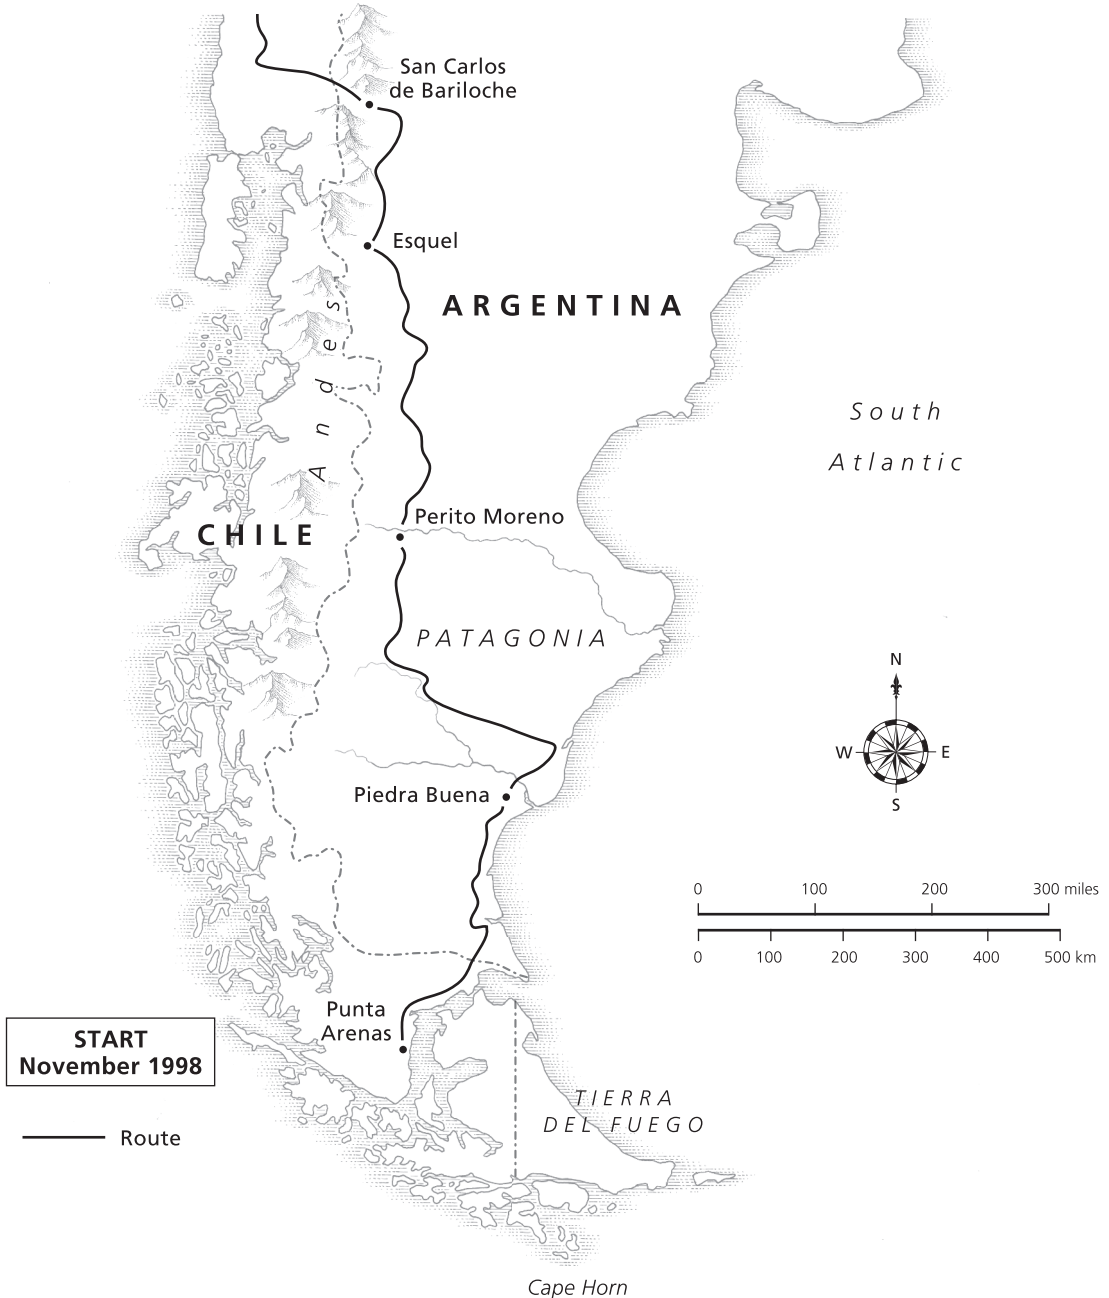 San Carlos
de Bariloche
Esquel
ARGENTINA
Andes
South
Atlantic
Perito Moreno
CHILE
PATAGONIA
N
W E
S
Piedra Buena
0 100 200 300 miles
0 100 200 300 400 500 km
Punta
Arenas
START
November 1998
TIERRA
DEL FUEGO
Route
Cape Horn